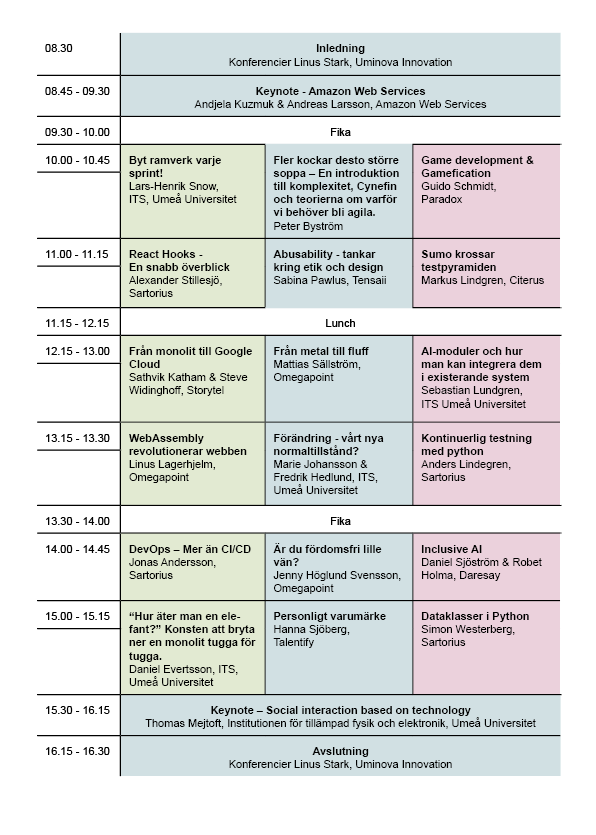 08.30
Inledning
Konferencier Linus Stark, Uminova Innovation
08.45 - 09.30
Keynote - Amazon Web Services
Andjela Kuzmuk & Andreas Larsson, Amazon Web Services
09.30 - 10.00
Fika
10.00 - 10.45
Byt ramverk varje
sprint!
Lars-Henrik Snow,
ITS, Umeå Universitet
Fler kockar desto större
soppa – En introduktion
till komplexitet, Cynefin
och teorierna om varför
vi behöver bli agila.
Peter Byström
Game development &
Gamefication
Guido Schmidt,
Paradox
11.00 - 11.15
React Hooks -
En snabb överblick
Alexander Stillesjö,
Sartorius
Abusability - tankar
kring etik och design
Sabina Pawlus, Tensaii
Sumo krossar
testpyramiden
Markus Lindgren, Citerus
11.15 - 12.15
Lunch
12.15 - 13.00
Från monolit till Google
Cloud
Sathvik Katham & Steve
Widinghoff, Storytel
Från metal till fluff
Mattias Sällström,
Omegapoint
AI-moduler och hur
man kan integrera dem
i existerande system
Sebastian Lundgren,
ITS Umeå Universitet
13.15 - 13.30
WebAssembly
revolutionerar webben
Linus Lagerhjelm,
Omegapoint
Förändring - vårt nya
normaltillstånd?
Marie Johansson &
Fredrik Hedlund, ITS,
Umeå Universitet
Kontinuerlig testning
med python
Anders Lindegren,
Sartorius
13.30 - 14.00
Fika
14.00 - 14.45
DevOps – Mer än CI/CD
Jonas Andersson,
Sartorius
Är du fördomsfri lille
vän?
Jenny Höglund Svensson,
Omegapoint
Inclusive AI
Daniel Sjöström & Robet
Holma, Daresay
15.00 - 15.15
“Hur äter man en ele-
fant?” Konsten att bryta
ner en monolit tugga för
tugga.
Daniel Evertsson, ITS,
Umeå Universitet
Personligt varumärke
Hanna Sjöberg,
Talentify
Dataklasser i Python
Simon Westerberg,
Sartorius
15.30 - 16.15
Keynote – Social interaction based on technology
Thomas Mejtoft, Institutionen för tillämpad fysik och elektronik, Umeå Universitet
16.15 - 16.30
Avslutning
Konferencier Linus Stark, Uminova Innovation